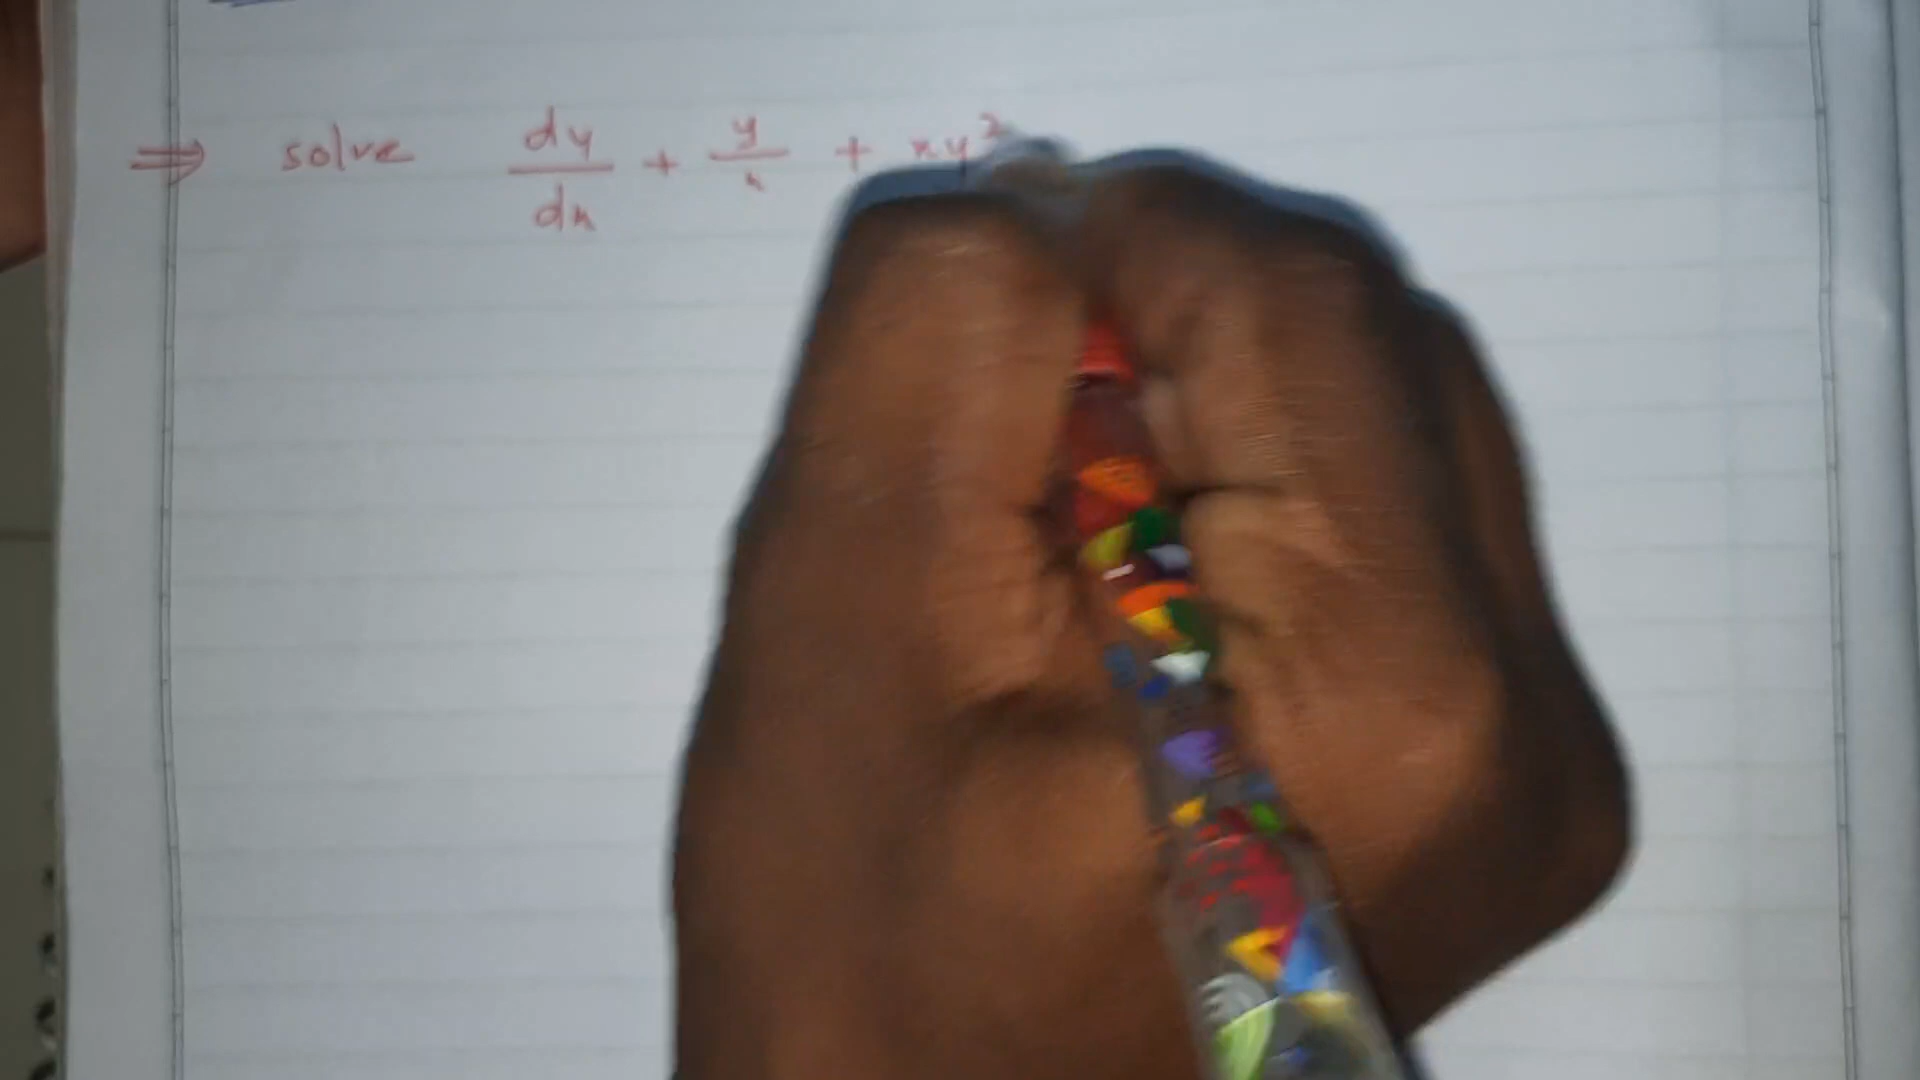 ⇒ solve dy/dx + y/x + xy²